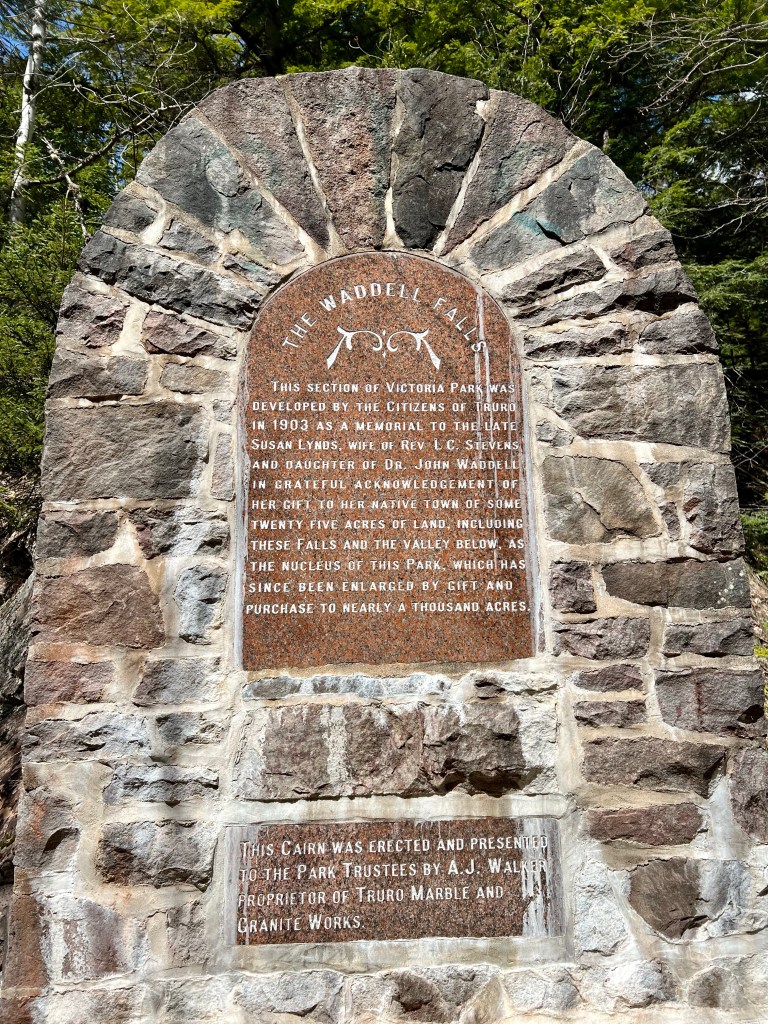 THE WADDELL FALLS
THIS SECTION OF VICTORIA PARK WAS
DEVELOPED BY THE CITIZENS OF TRURO
IN 1903 AS A MEMORIAL TO THE LATE
SUSAN LYNDS, WIFE OF REV I.C. STEVENS
AND DAUGHTER OF DR. JOHN WADDELL
IN GRATEFUL ACKNOWLEDGEMENT OF
HER GIFT TO HER NATIVE TOWN OF SOME
TWENTY FIVE ACRES OF LAND, INCLUDING
THESE FALLS AND THE VALLEY BELOW, AS
THE NUCLEUS OF THIS PARK, WHICH HAS
SINCE BEEN ENLARGED BY GIFT AND
PURCHASE TO NEARLY A THOUSAND ACRES.
THIS CAIRN WAS ERECTED AND PRESENTED
TO THE PARK TRUSTEES BY A.J. WALKER
PROPRIETOR OF TRURO MARBLE AND
GRANITE WORKS.